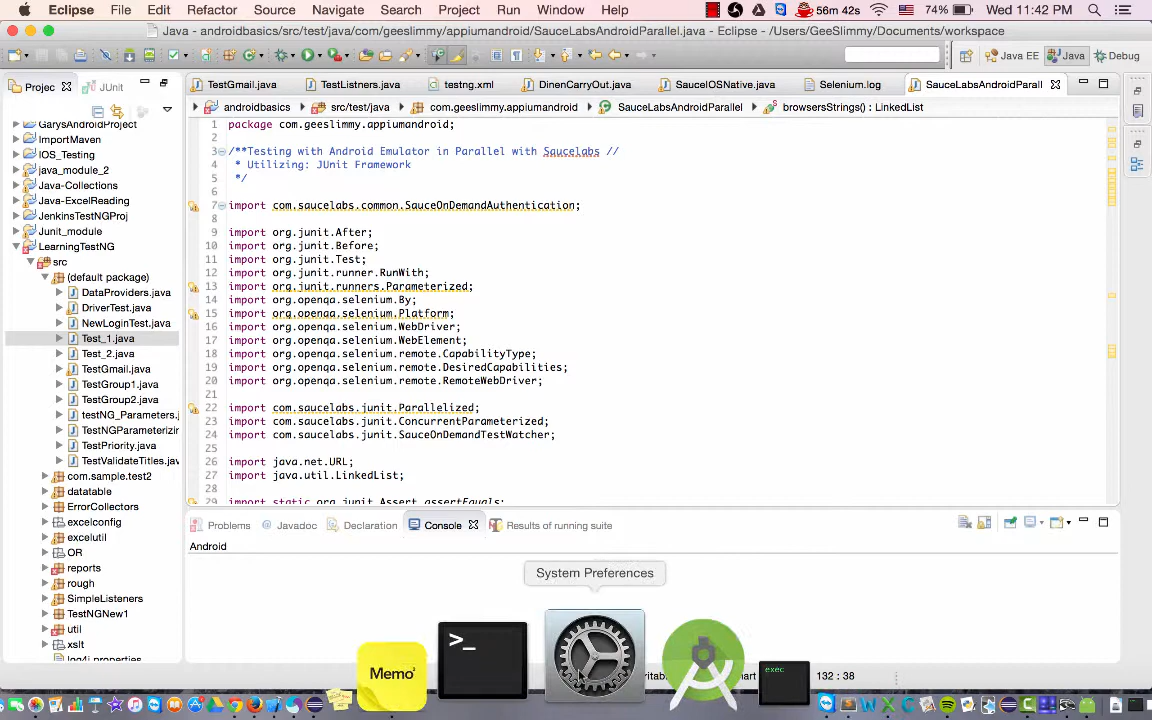 Eclipse File Edit Refactor Source Navigate Search Project Run Window Help 56m 42s 74% Wed 11:42 PM
Java - androidbasics/src/test/java/com/geeslimmy/appiumandroid/SauceLabsAndroidParallel.java - Eclipse - /Users/GeeSlimmy/Documents/workspace
Java EE Java Debug
Projec JUnit
TestGmail.java TestListners.java testng.xml DinenCarryOut.java SauceIOSNative.java Selenium.log SauceLabsAndroidParall
androidbasics src/test/java com.geeslimmy.appiumandroid SauceLabsAndroidParallel browsersStrings() : LinkedList
GarysAndroidProject
ImportMaven
IOS_Testing
java_module_2
Java-Collections
Java-ExcelReading
JenkinsTestNGProj
Junit_module
LearningTestNG
src
(default package)
DataProviders.java
DriverTest.java
NewLoginTest.java
Test_1.java
Test_2.java
TestGmail.java
TestGroup1.java
TestGroup2.java
testNG_Parameters.
TestNGParameterizin
TestPriority.java
TestValidateTitles.jav
com.sample.test2
datatable
ErrorCollectors
excelconfig
excelutil
OR
reports
rough
SimpleListeners
TestNGNew1
util
xslt
log4j.properties
1 package com.geeslimmy.appiumandroid;
2
3 /**Testing with Android Emulator in Parallel with Saucelabs //
4 * Utilizing: JUnit Framework
5 */
6
7 import com.saucelabs.common.SauceOnDemandAuthentication;
8
9 import org.junit.After;
10 import org.junit.Before;
11 import org.junit.Test;
12 import org.junit.runner.RunWith;
13 import org.junit.runners.Parameterized;
14 import org.openqa.selenium.By;
15 import org.openqa.selenium.Platform;
16 import org.openqa.selenium.WebDriver;
17 import org.openqa.selenium.WebElement;
18 import org.openqa.selenium.remote.CapabilityType;
19 import org.openqa.selenium.remote.DesiredCapabilities;
20 import org.openqa.selenium.remote.RemoteWebDriver;
21
22 import com.saucelabs.junit.Parallelized;
23 import com.saucelabs.junit.ConcurrentParameterized;
24 import com.saucelabs.junit.SauceOnDemandTestWatcher;
25
26 import java.net.URL;
27 import java.util.LinkedList;
28
29 import static org.junit.Assert.assertEquals;
Problems Javadoc Declaration Console Results of running suite
Android
System Preferences
Memo
>_
exec
132 : 38